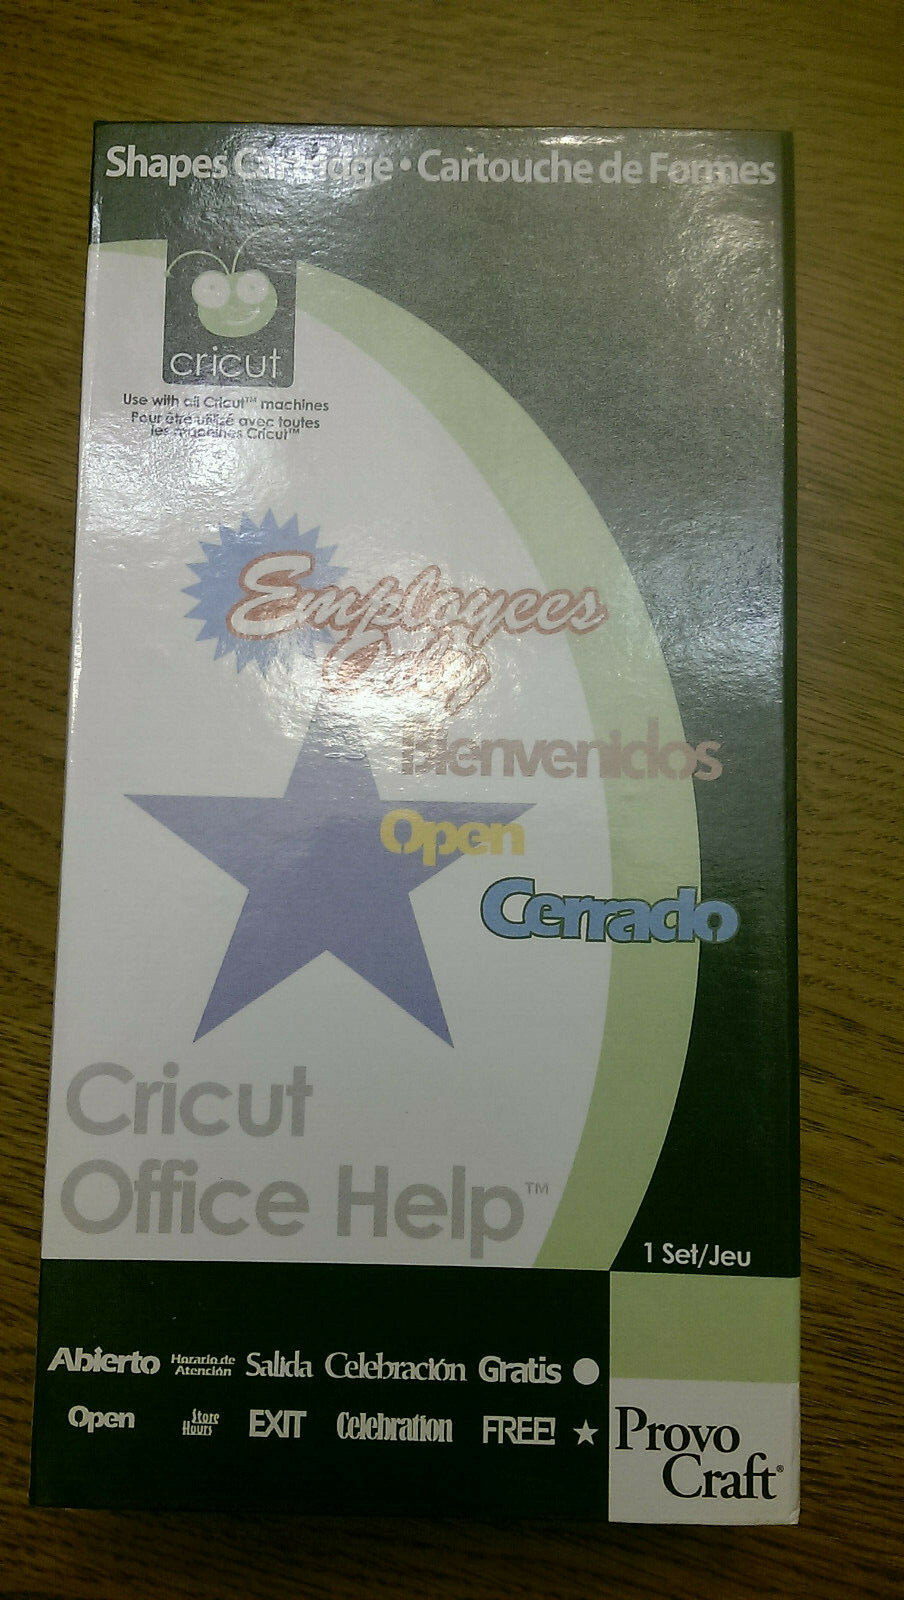 Shapes Cartridge • Cartouche de Formes
cricut
Use with all Cricut™ machines
Pour être utilisé avec toutes
les machines Cricut™
Employees
Only
Bienvenidos
Open
Cerrado
Cricut
Office Help™
1 Set/Jeu
Abierto Horario de Atención Salida Celebración Gratis
Open Store Hours EXIT Celebration FREE!
Provo
Craft®